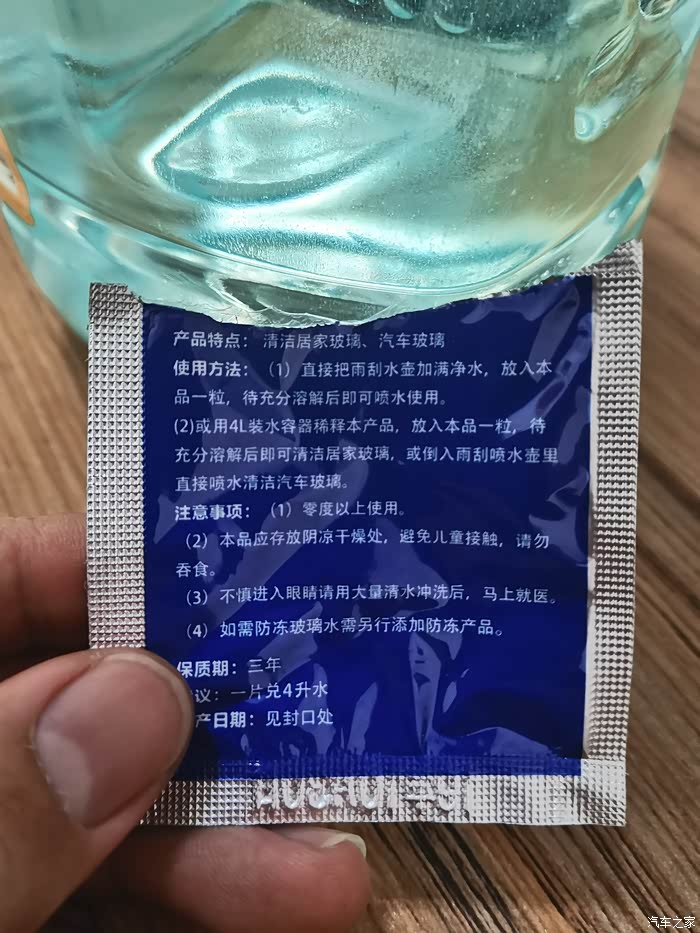 产品特点： 清洁居家玻璃、汽车玻璃
使用方法：（1）直接把雨刮水壶加满净水，放入本
品一粒，待充分溶解后即可喷水使用。
(2)或用4L装水容器稀释本产品，放入本品一粒，待
充分溶解后即可清洁居家玻璃，或倒入雨刮喷水壶里
直接喷水清洁汽车玻璃。
注意事项：（1）零度以上使用。
（2）本品应存放阴凉干燥处，避免儿童接触，请勿
吞食。
（3）不慎进入眼睛请用大量清水冲洗后，马上就医。
（4）如需防冻玻璃水需另行添加防冻产品。
保质期：三年
议：一片兑4升水
产日期：见封口处
汽车之家